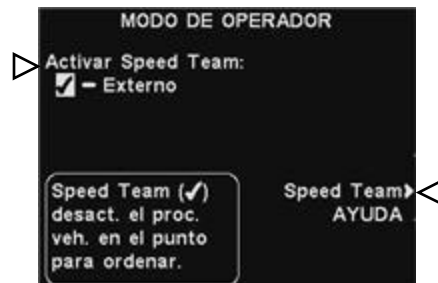 MODO DE OPERADOR
Activar Speed Team:
✓ – Externo
Speed Team (✓)
desact. el proc.
veh. en el punto
para ordenar.
Speed Team
AYUDA